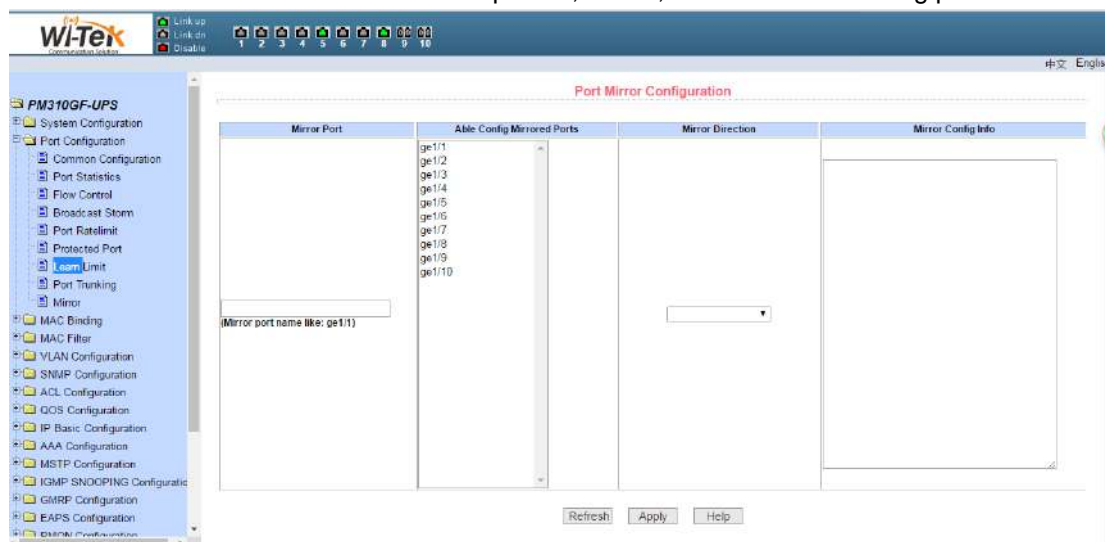 Wi-Tek
Communication Solution
Link up
Link dn
Disable
1 2 3 4 5 6 7 8 9 10
中文 Englis
PM310GF-UPS
System Configuration
Port Configuration
Common Configuration
Port Statistics
Flow Control
Broadcast Storm
Port Ratelimit
Protected Port
Learn Limit
Port Trunking
Mirror
MAC Binding
MAC Filter
VLAN Configuration
SNMP Configuration
ACL Configuration
QOS Configuration
IP Basic Configuration
AAA Configuration
MSTP Configuration
IGMP SNOOPING Configuratic
GMRP Configuration
EAPS Configuration
RMON Configuration
Port Mirror Configuration
Mirror Port Able Config Mirrored Ports Mirror Direction Mirror Config Info
ge1/1
ge1/2
ge1/3
ge1/4
ge1/5
ge1/6
ge1/7
ge1/8
ge1/9
ge1/10
(Mirror port name like: ge1/1)
Refresh Apply Help